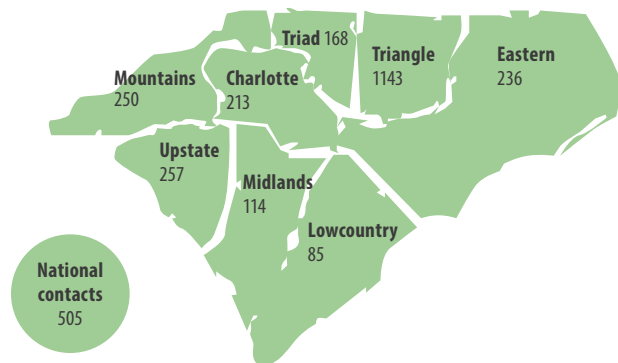 Triad 168
Mountains
250
Charlotte
213
Triangle
1143
Eastern
236
Upstate
257
Midlands
114
Lowcountry
85
National
contacts
505